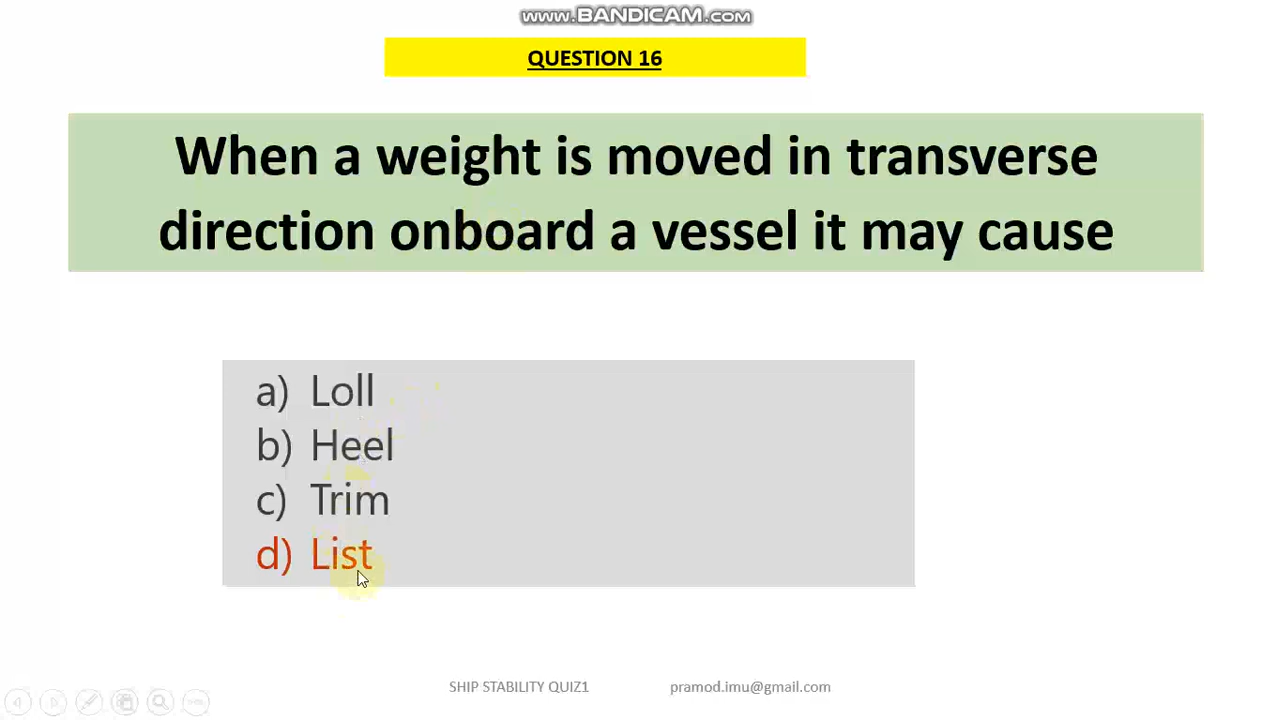 www.BANDICAM.com
QUESTION 16
When a weight is moved in transverse
direction onboard a vessel it may cause
a) Loll
b) Heel
c) Trim
d) List
SHIP STABILITY QUIZ1 pramod.imu@gmail.com